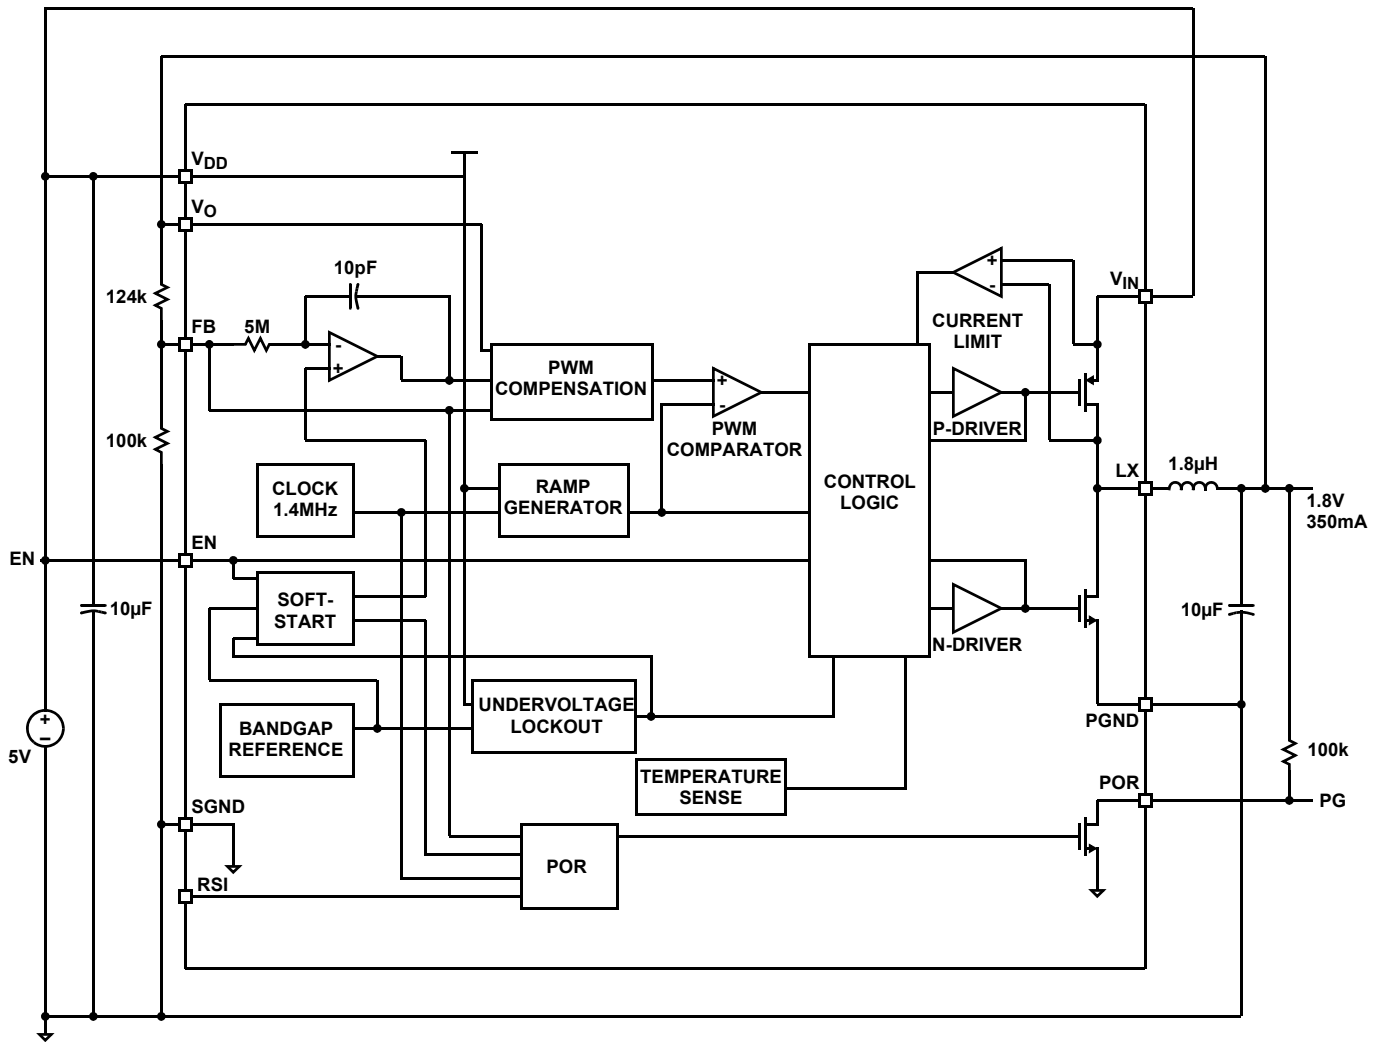 VDD
VO
10pF
124k
FB
5M
VIN
CURRENT
LIMIT
PWM
COMPENSATION
+
-
+
-
+
-
P-DRIVER
PWM
COMPARATOR
100k
CLOCK
1.4MHz
RAMP
GENERATOR
CONTROL
LOGIC
LX
1.8µH
1.8V
350mA
EN
EN
SOFT-
START
10µF
10µF
N-DRIVER
UNDERVOLTAGE
LOCKOUT
BANDGAP
REFERENCE
PGND
+
–
5V
100k
TEMPERATURE
SENSE
POR
PG
SGND
POR
RSI